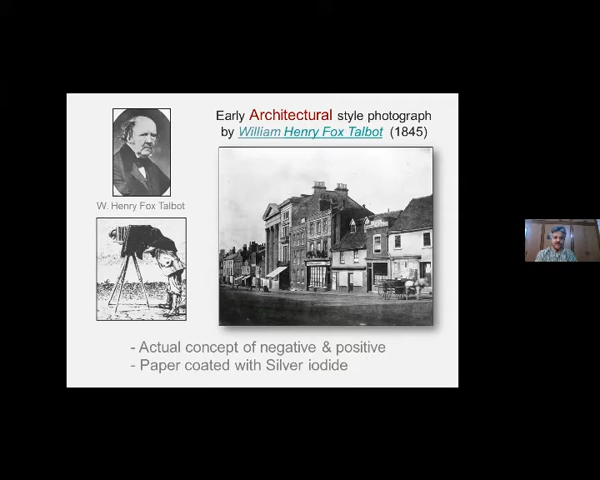 Early Architectural style photograph
by William Henry Fox Talbot (1845)
W. Henry Fox Talbot
- Actual concept of negative & positive
- Paper coated with Silver iodide